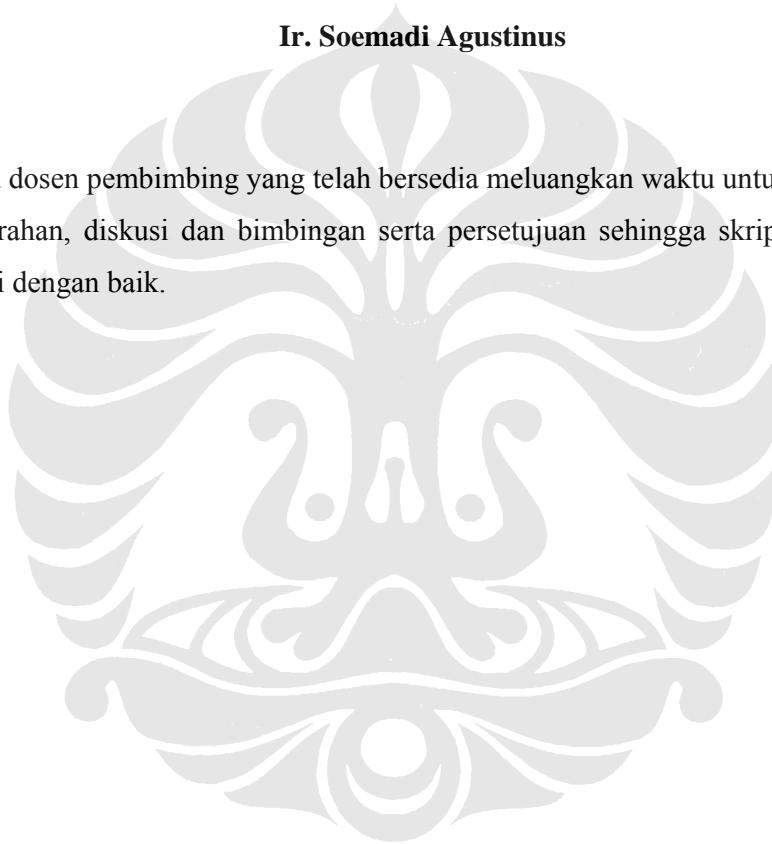 Ir. Soemadi Agustinus
dosen pembimbing yang telah bersedia meluangkan waktu untu
rahan, diskusi dan bimbingan serta persetujuan sehingga skrip
i dengan baik.